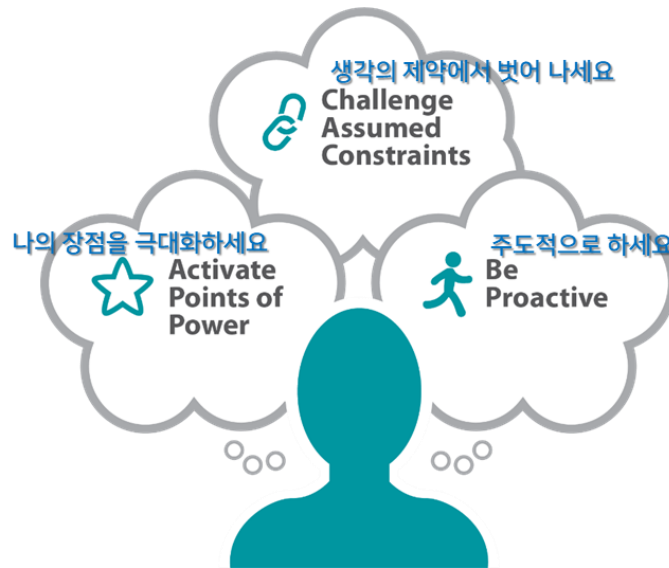 생각의 제약에서 벗어 나세요
Challenge
Assumed
Constraints
나의 장점을 극대화하세요
Activate
Points of
Power
주도적으로 하세요
Be
Proactive